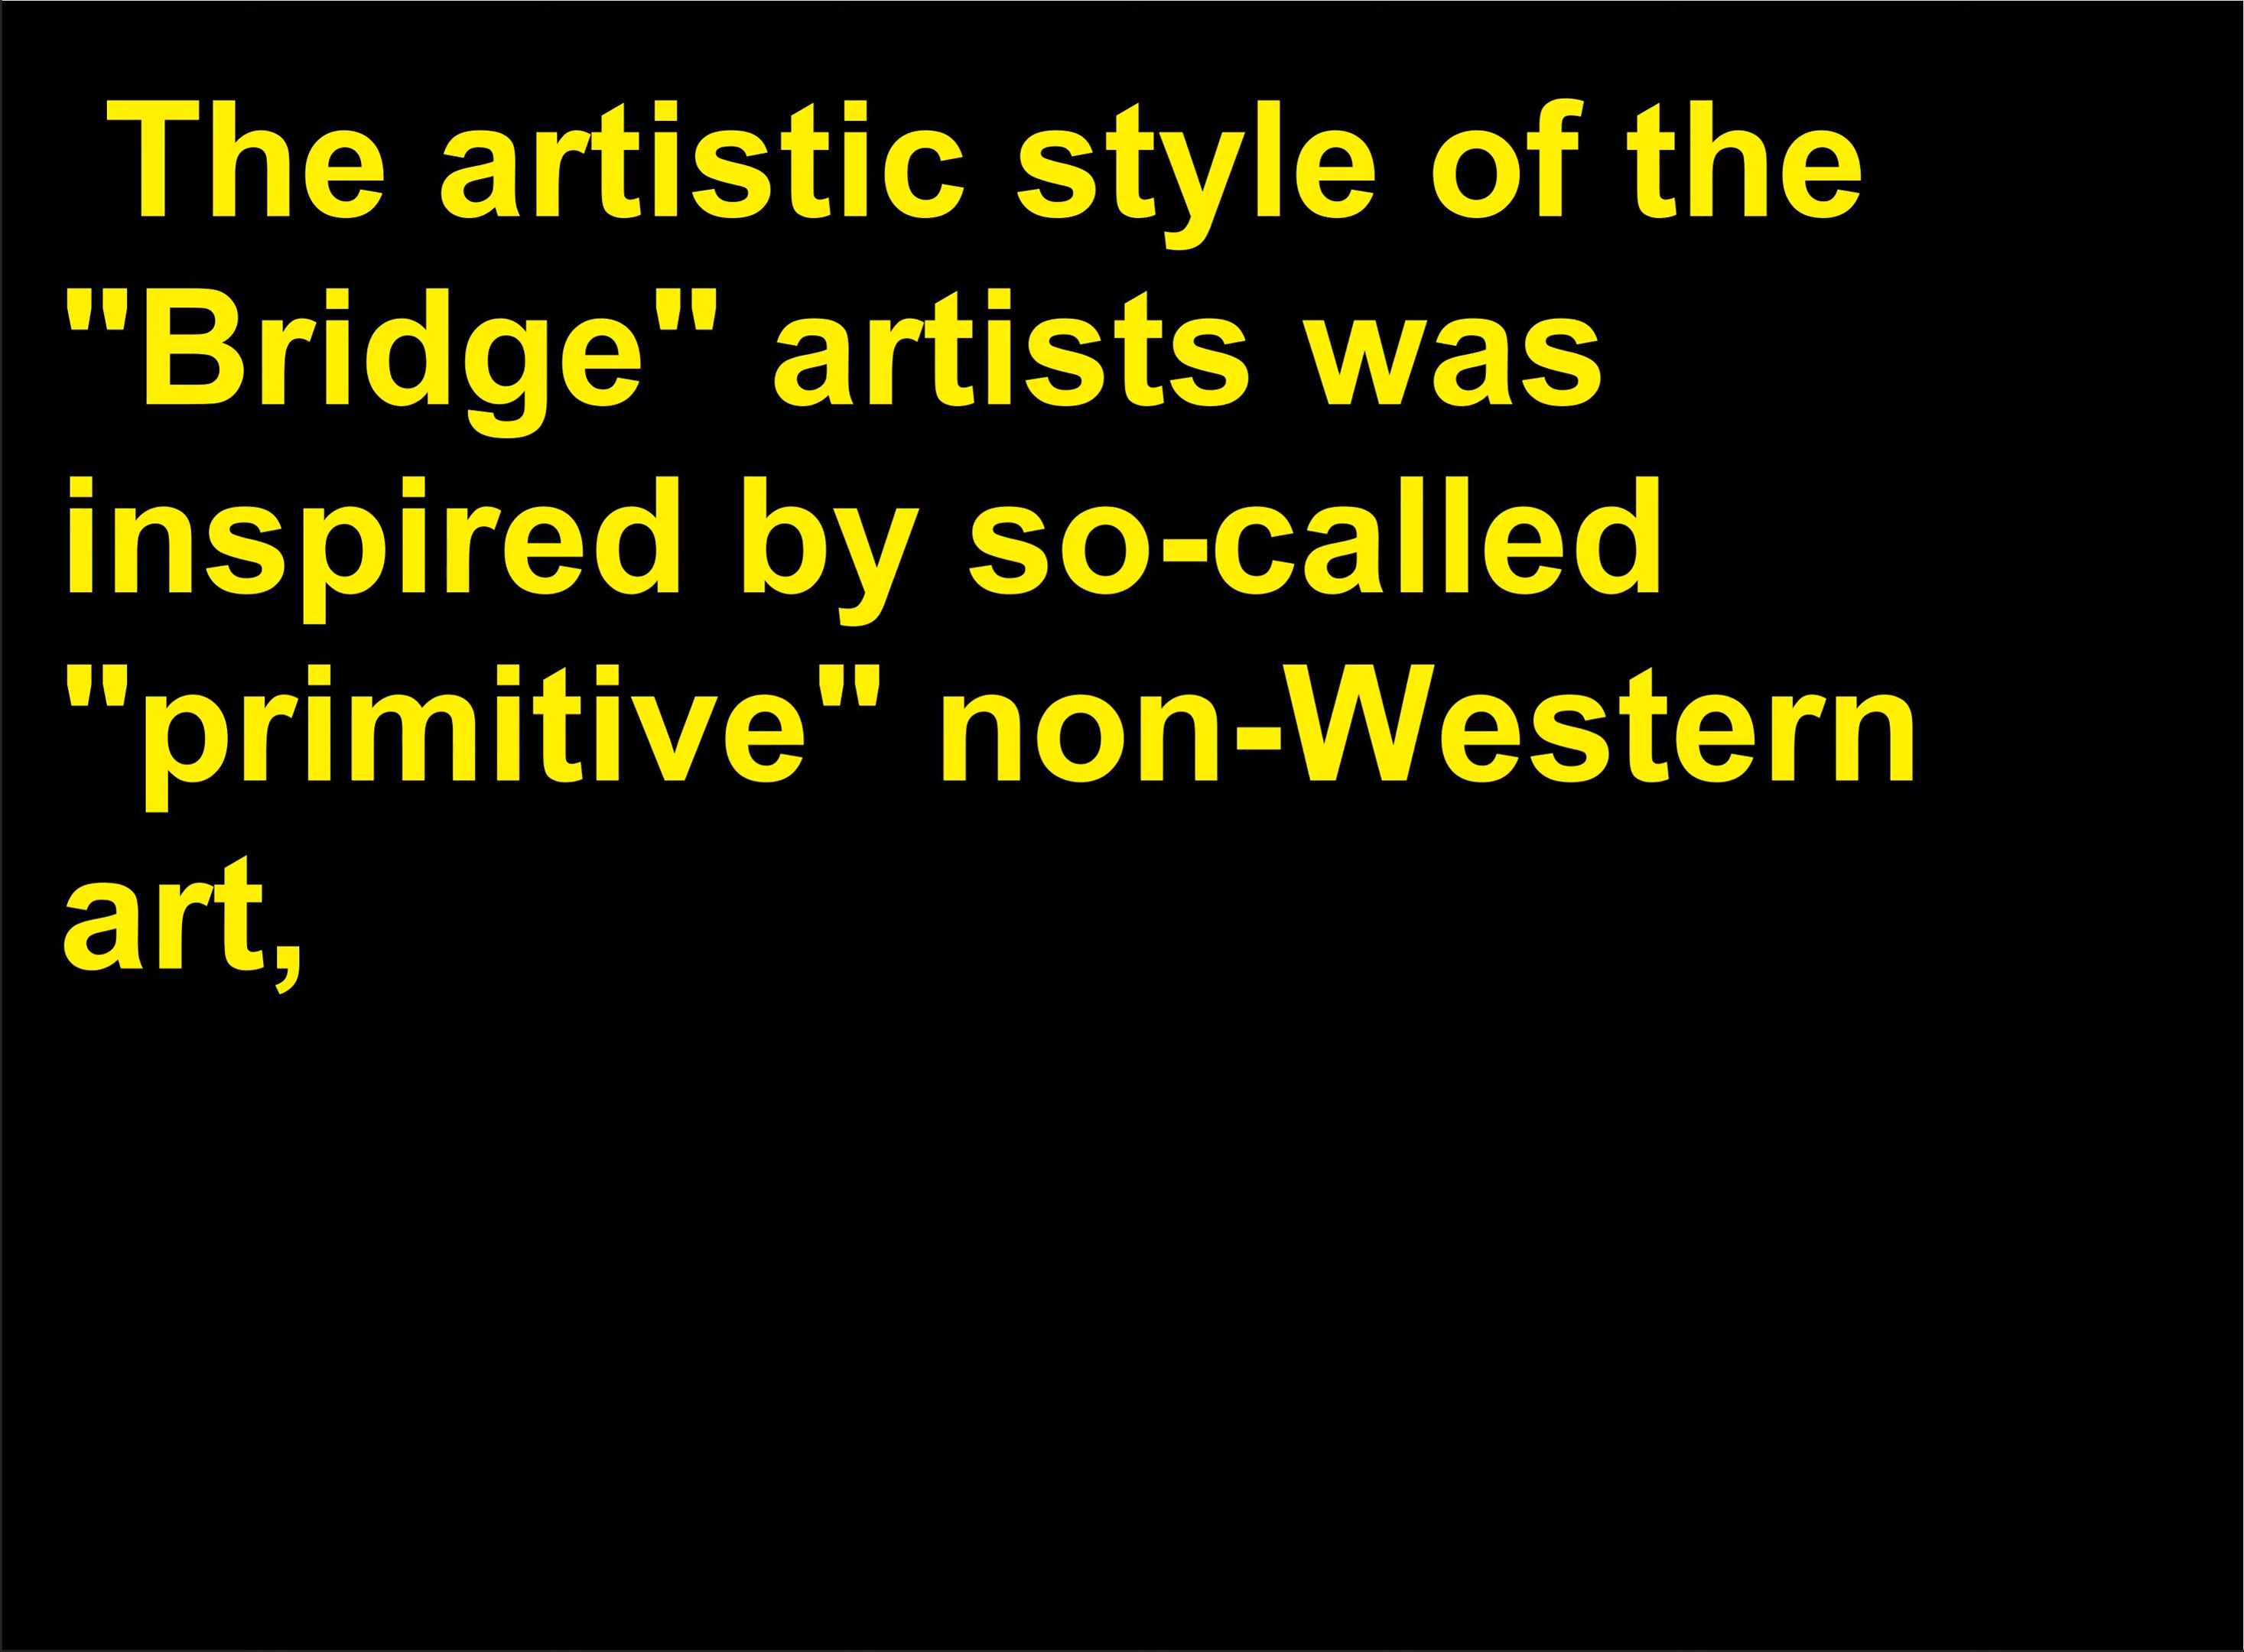 The artistic style of the
"Bridge" artists was
inspired by so-called
"primitive" non-Western
art,